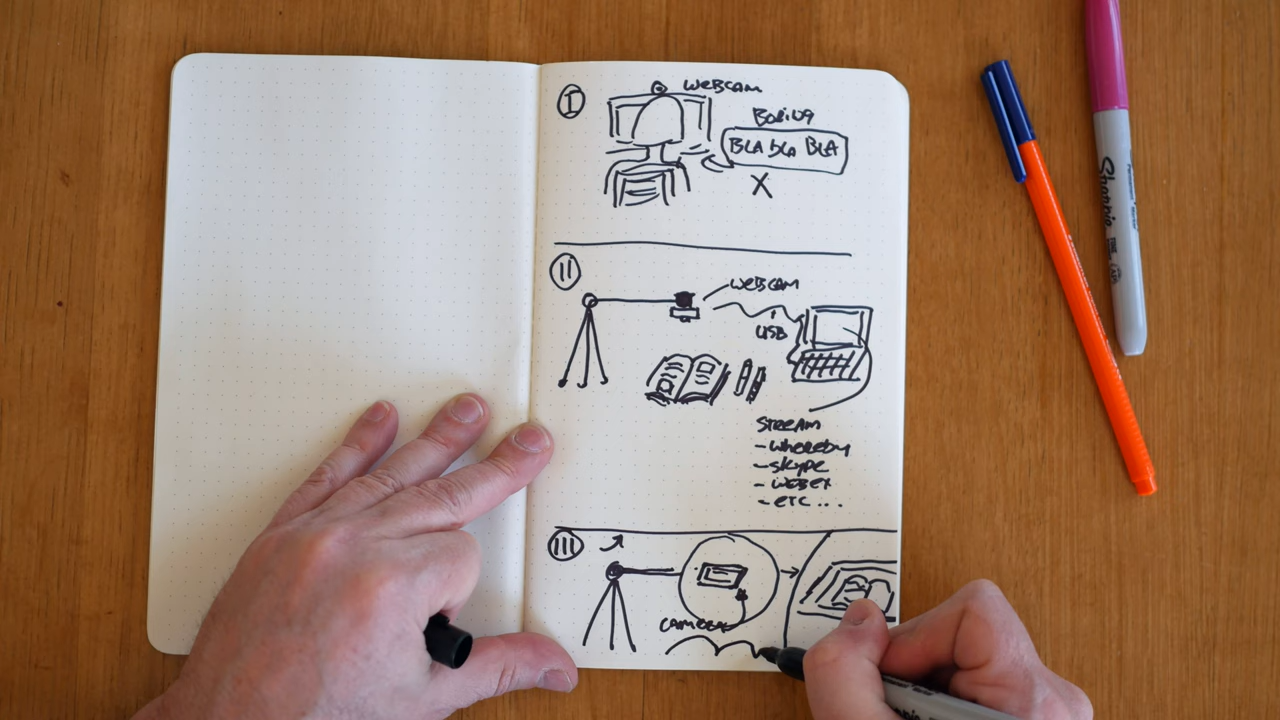 I
WEBCAM
BORING
BLA bLA BLA
X
II
WEBCAM
USB
STREAM
- whereby
- skype
- WEBEX
- ETC ...
III
CAMERA
Sharpie